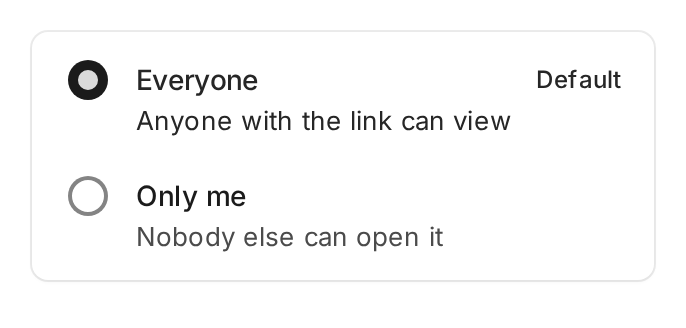 Everyone Default
Anyone with the link can view
Only me
Nobody else can open it